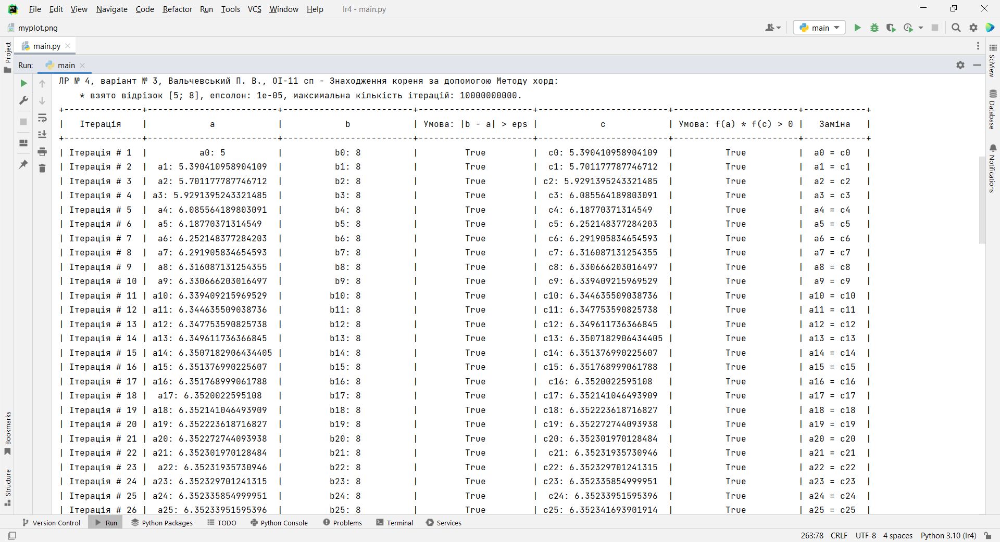 File Edit View Navigate Code Refactor Run Tools VCS Window Help lr4 - main.py
myplot.png
main
main.py
Run: main
Project
Bookmarks
Structure
SciView
Database
Notifications
ЛР № 4, варіант № 3, Вальчевський П. В., ОІ-11 сп - Знаходження кореня за допомогою Методу хорд:
* взято відрізок [5; 8], епсолон: 1e-05, максимальна кількість ітерацій: 10000000000.
+---------------+-------------------------+-------------------------+----------------------+-------------------------+------------------------+------------+
| Ітерація | a | b | Умова: |b - a| > eps | c | Умова: f(a) * f(c) > 0 | Заміна |
+---------------+-------------------------+-------------------------+----------------------+-------------------------+------------------------+------------+
| Ітерація # 1 | a0: 5 | b0: 8 | True | c0: 5.390410958904109 | True | a0 = c0 |
| Ітерація # 2 | a1: 5.390410958904109 | b1: 8 | True | c1: 5.701177787746712 | True | a1 = c1 |
| Ітерація # 3 | a2: 5.701177787746712 | b2: 8 | True | c2: 5.9291395243321485 | True | a2 = c2 |
| Ітерація # 4 | a3: 5.9291395243321485 | b3: 8 | True | c3: 6.085564189803091 | True | a3 = c3 |
| Ітерація # 5 | a4: 6.085564189803091 | b4: 8 | True | c4: 6.18770371314549 | True | a4 = c4 |
| Ітерація # 6 | a5: 6.18770371314549 | b5: 8 | True | c5: 6.252148377284203 | True | a5 = c5 |
| Ітерація # 7 | a6: 6.252148377284203 | b6: 8 | True | c6: 6.291905834654593 | True | a6 = c6 |
| Ітерація # 8 | a7: 6.291905834654593 | b7: 8 | True | c7: 6.316087131254355 | True | a7 = c7 |
| Ітерація # 9 | a8: 6.316087131254355 | b8: 8 | True | c8: 6.330666203016497 | True | a8 = c8 |
| Ітерація # 10 | a9: 6.330666203016497 | b9: 8 | True | c9: 6.339409215969529 | True | a9 = c9 |
| Ітерація # 11 | a10: 6.339409215969529 | b10: 8 | True | c10: 6.344635509038736 | True | a10 = c10 |
| Ітерація # 12 | a11: 6.344635509038736 | b11: 8 | True | c11: 6.347753590825738 | True | a11 = c11 |
| Ітерація # 13 | a12: 6.347753590825738 | b12: 8 | True | c12: 6.349611736366845 | True | a12 = c12 |
| Ітерація # 14 | a13: 6.349611736366845 | b13: 8 | True | c13: 6.3507182906434405 | True | a13 = c13 |
| Ітерація # 15 | a14: 6.3507182906434405 | b14: 8 | True | c14: 6.351376990225607 | True | a14 = c14 |
| Ітерація # 16 | a15: 6.351376990225607 | b15: 8 | True | c15: 6.351768999061788 | True | a15 = c15 |
| Ітерація # 17 | a16: 6.351768999061788 | b16: 8 | True | c16: 6.3520022595108 | True | a16 = c16 |
| Ітерація # 18 | a17: 6.3520022595108 | b17: 8 | True | c17: 6.352141046493909 | True | a17 = c17 |
| Ітерація # 19 | a18: 6.352141046493909 | b18: 8 | True | c18: 6.352223618716827 | True | a18 = c18 |
| Ітерація # 20 | a19: 6.352223618716827 | b19: 8 | True | c19: 6.352272744093938 | True | a19 = c19 |
| Ітерація # 21 | a20: 6.352272744093938 | b20: 8 | True | c20: 6.352301970128484 | True | a20 = c20 |
| Ітерація # 22 | a21: 6.352301970128484 | b21: 8 | True | c21: 6.35231935730946 | True | a21 = c21 |
| Ітерація # 23 | a22: 6.35231935730946 | b22: 8 | True | c22: 6.352329701241315 | True | a22 = c22 |
| Ітерація # 24 | a23: 6.352329701241315 | b23: 8 | True | c23: 6.352335854999951 | True | a23 = c23 |
| Ітерація # 25 | a24: 6.352335854999951 | b24: 8 | True | c24: 6.35233951595396 | True | a24 = c24 |
| Ітерація # 26 | a25: 6.35233951595396 | b25: 8 | True | c25: 6.352341693901914 | True | a25 = c25 |
Version Control Run Python Packages TODO Python Console Problems Terminal Services
263:78 CRLF UTF-8 4 spaces Python 3.10 (lr4)